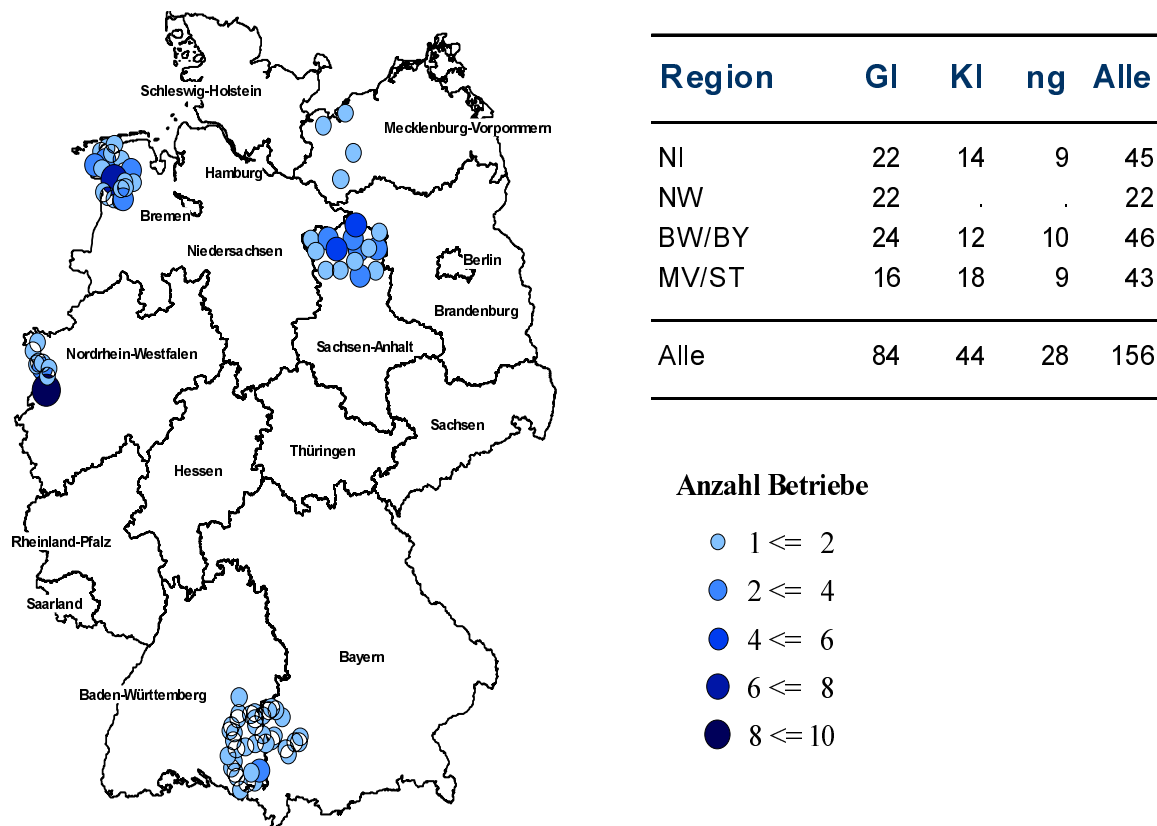 Schleswig-Holstein
Mecklenburg-Vorpommern
Hamburg
Bremen
Niedersachsen
Berlin
Brandenburg
Sachsen-Anhalt
Nordrhein-Westfalen
Sachsen
Thüringen
Hessen
Rheinland-Pfalz
Saarland
Bayern
Baden-Württemberg
Region Gl Kl ng Alle
NI 22 14 9 45
NW 22 . . 22
BW/BY 24 12 10 46
MV/ST 16 18 9 43
Alle 84 44 28 156
Anzahl Betriebe
1 <= 2
2 <= 4
4 <= 6
6 <= 8
8 <= 10